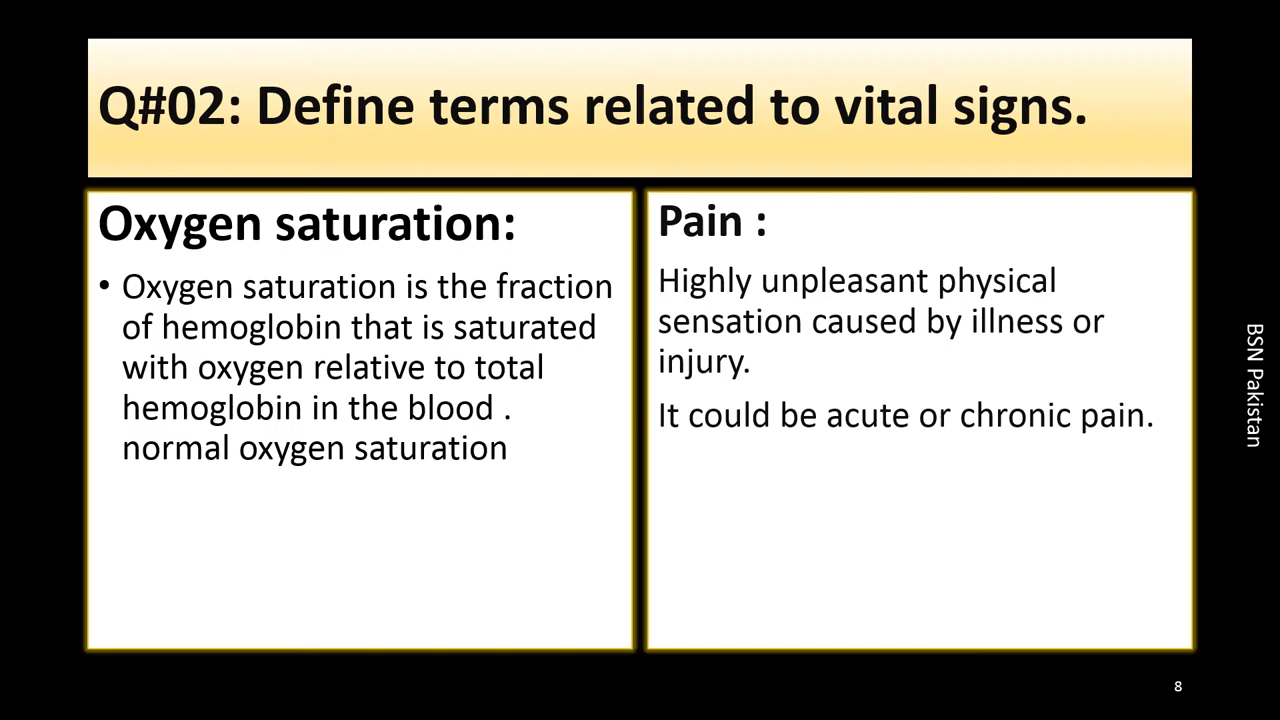 Q#02: Define terms related to vital signs.
Oxygen saturation:
• Oxygen saturation is the fraction
of hemoglobin that is saturated
with oxygen relative to total
hemoglobin in the blood .
normal oxygen saturation
Pain :
Highly unpleasant physical
sensation caused by illness or
injury.
It could be acute or chronic pain.
BSN Pakistan
8